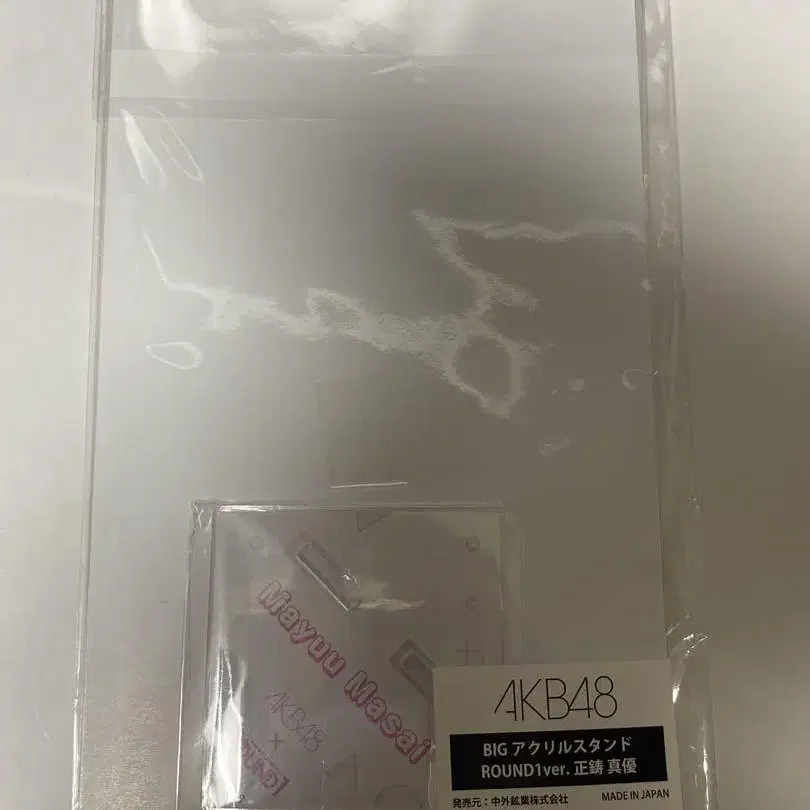 Mayuu Masai
AKB48
×
ROUND1
AKB48
BIG アクリルスタンド
ROUND1ver. 正鋳 真優
発売元：中外鉱業株式会社
MADE IN JAPAN